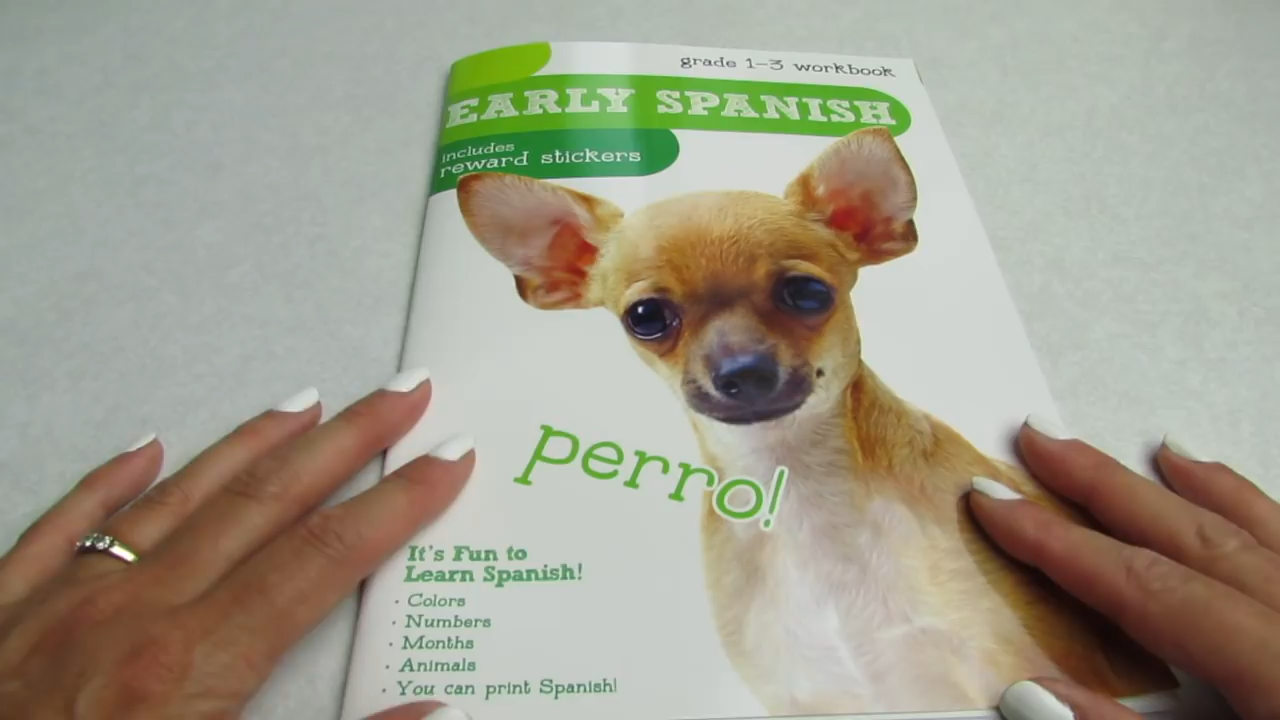 grade 1-3 workbook
EARLY SPANISH
includes
reward stickers
perro!
It's Fun to
Learn Spanish!
· Colors
· Numbers
· Months
· Animals
· You can print Spanish!